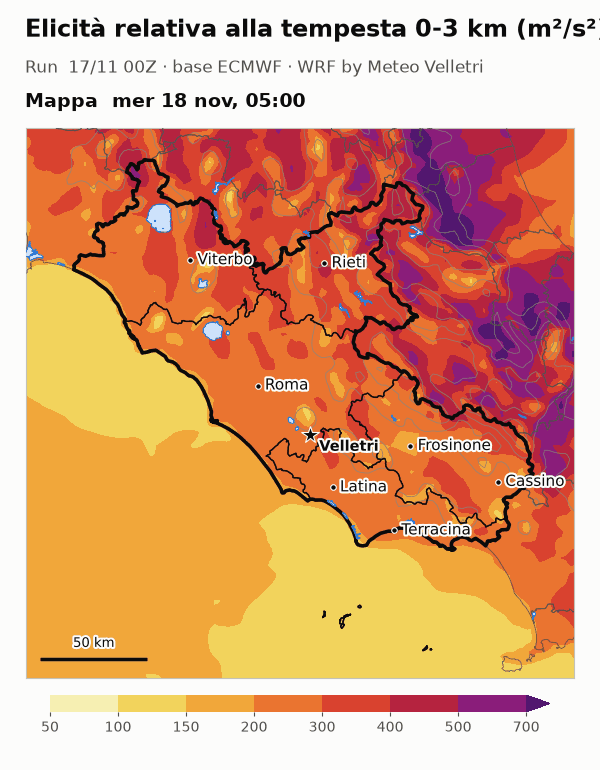 Elicità relativa alla tempesta 0-3 km (m²/s²)
Run 17/11 00Z · base ECMWF · WRF by Meteo Velletri
Mappa mer 18 nov, 05:00
Viterbo
Rieti
Roma
Velletri
Frosinone
Latina
Cassino
Terracina
50 km
50 100 150 200 300 400 500 700